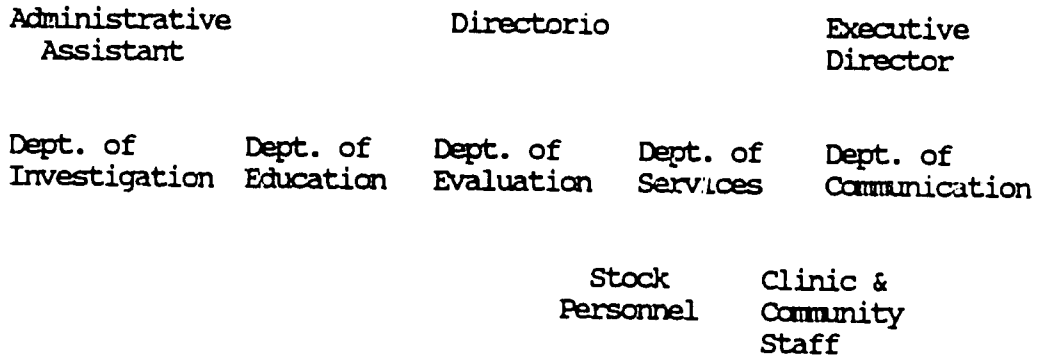 Administrative Directorio Executive
Assistant Director
Dept. of Dept. of Dept. of Dept. of Dept. of
Investigation Education Evaluation Services Communication
Stock Clinic &
Personnel Community
Staff